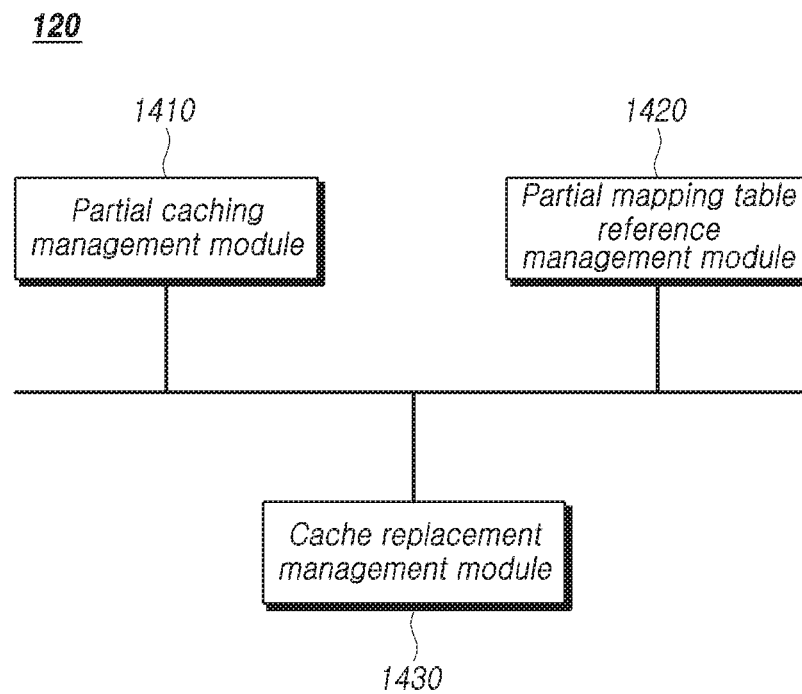 120
1410
1420
Partial caching
management module
Partial mapping table
reference
management module
Cache replacement
management module
1430